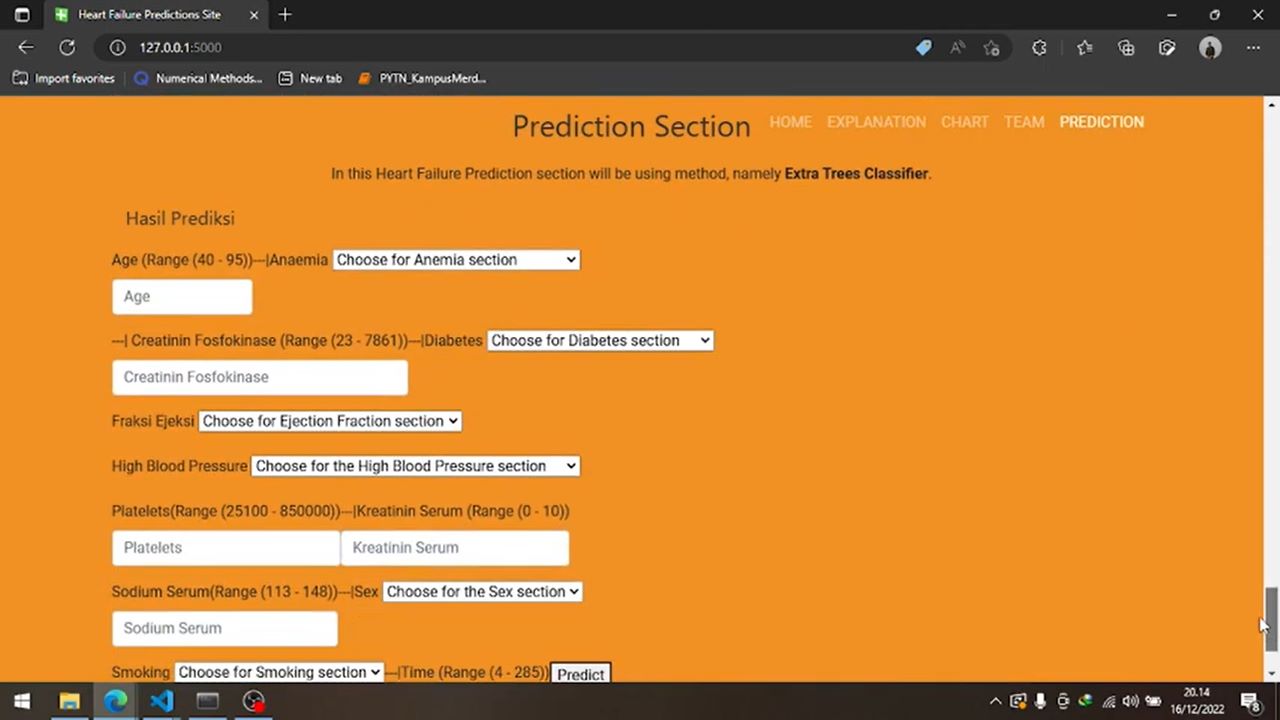 Heart Failure Predictions Site
127.0.0.1:5000
Import favorites
Numerical Methods...
New tab
PYTN_KampusMerd...
Prediction Section
HOME EXPLANATION CHART TEAM PREDICTION
In this Heart Failure Prediction section will be using method, namely Extra Trees Classifier.
Hasil Prediksi
Age (Range (40 - 95))---|Anaemia Choose for Anemia section
Age
---| Creatinin Fosfokinase (Range (23 - 7861))---|Diabetes Choose for Diabetes section
Creatinin Fosfokinase
Fraksi Ejeksi Choose for Ejection Fraction section
High Blood Pressure Choose for the High Blood Pressure section
Platelets(Range (25100 - 850000))---|Kreatinin Serum (Range (0 - 10))
Platelets Kreatinin Serum
Sodium Serum(Range (113 - 148))---|Sex Choose for the Sex section
Sodium Serum
Smoking Choose for Smoking section ---|Time (Range (4 - 285)) Predict
20.14
16/12/2022
8